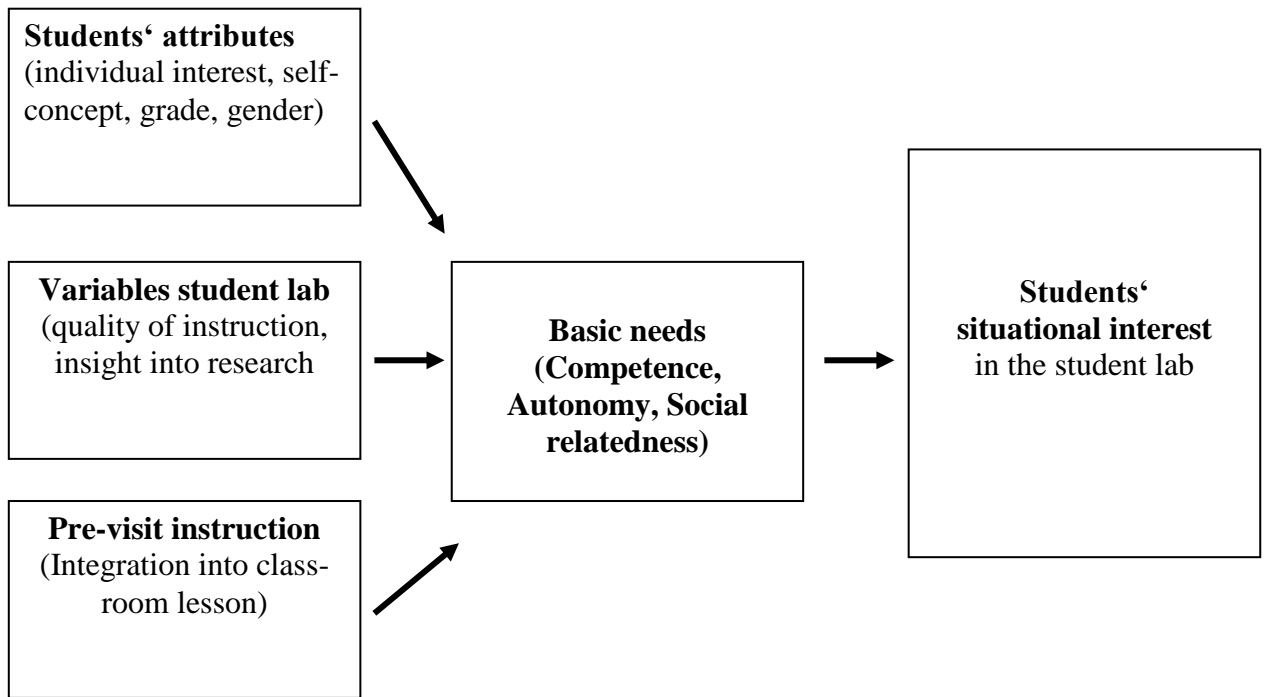 Students‘ attributes
(individual interest, self-
concept, grade, gender)
Variables student lab
(quality of instruction,
insight into research
Pre-visit instruction
(Integration into class-
room lesson)
Basic needs
(Competence,
Autonomy, Social
relatedness)
Students‘
situational interest
in the student lab